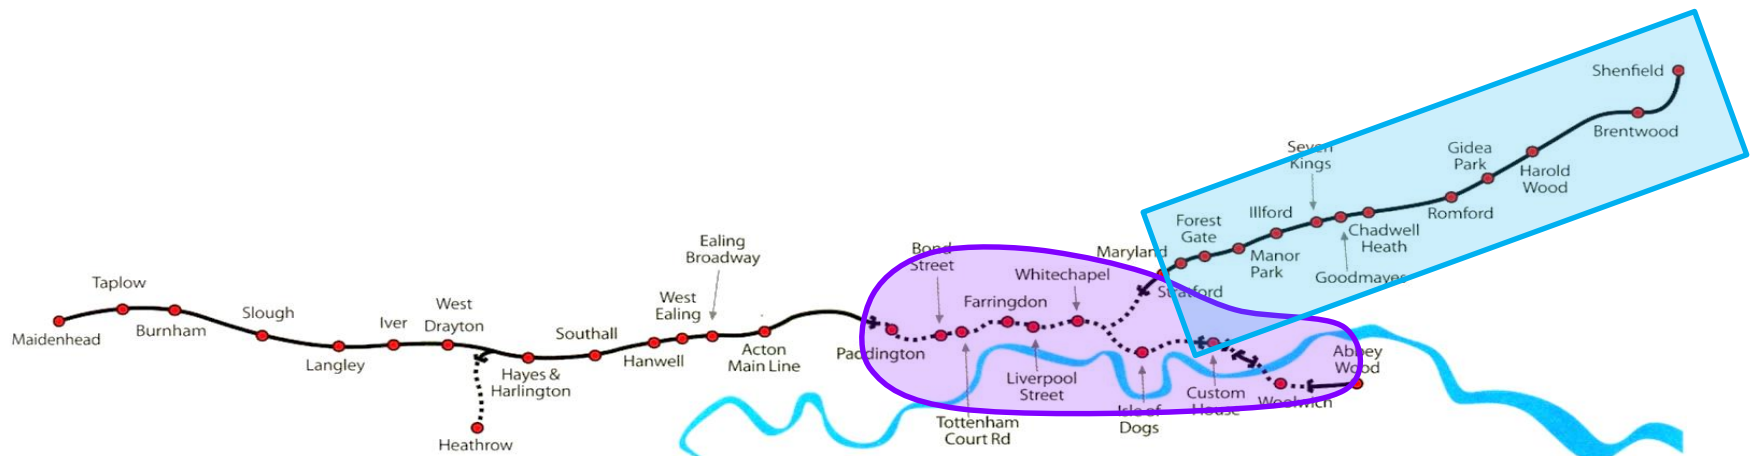 Maidenhead
Taplow
Burnham
Slough
Langley
Iver
West
Drayton
Heathrow
Hayes &
Harlington
Southall
Hanwell
West
Ealing
Ealing
Broadway
Acton
Main Line
Paddington
Bond
Street
Tottenham
Court Rd
Farringdon
Liverpool
Street
Whitechapel
Isle of
Dogs
Custom
House
Woolwich
Abbey
Wood
Stratford
Maryland
Forest
Gate
Manor
Park
Illford
Seven
Kings
Goodmayes
Chadwell
Heath
Romford
Gidea
Park
Harold
Wood
Brentwood
Shenfield